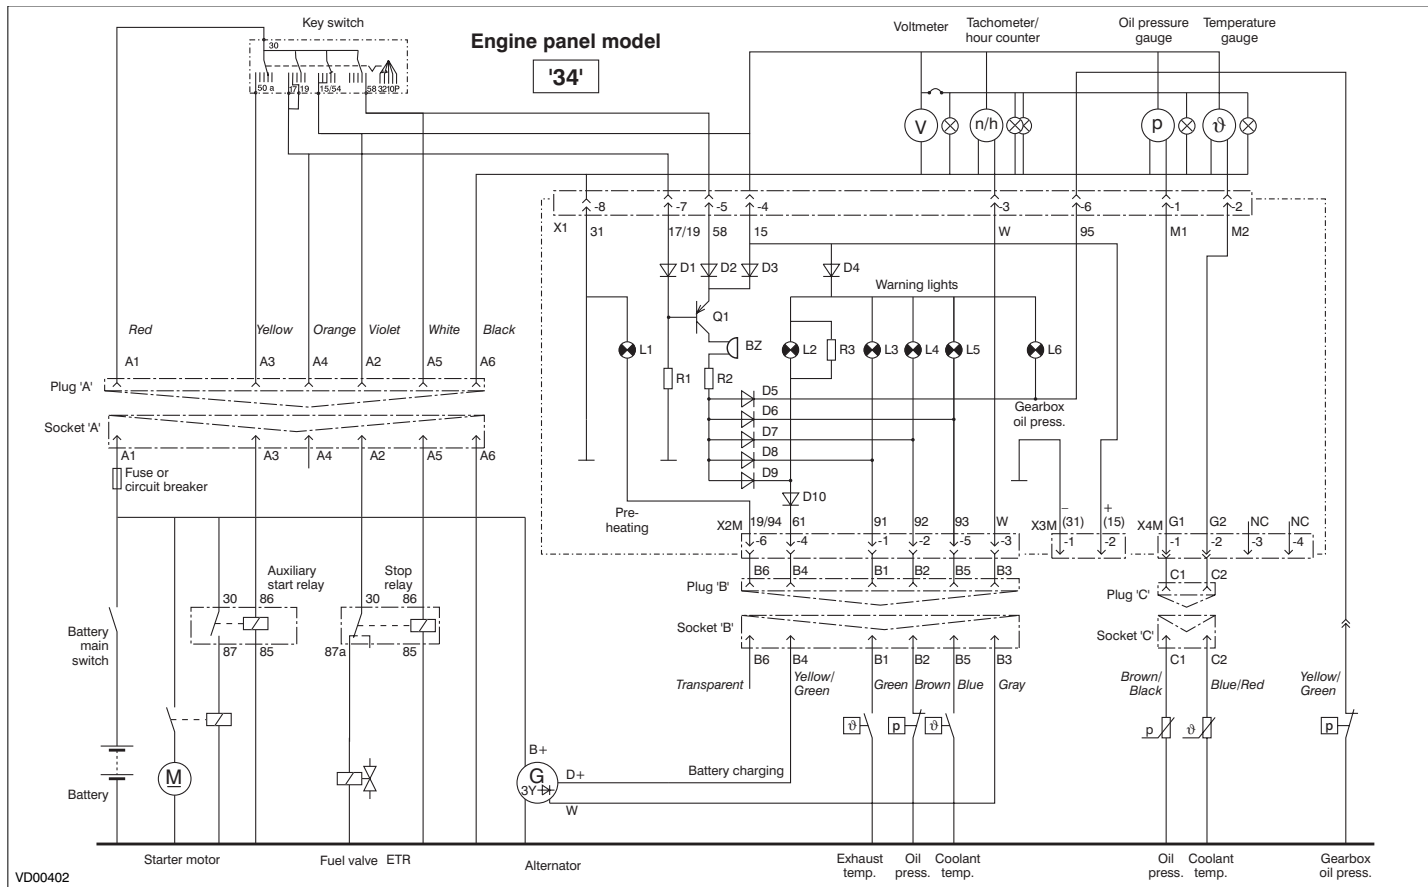 Key switch
Engine panel model
'34'
Voltmeter
Tachometer/
hour counter
Oil pressure
gauge
Temperature
gauge
30
50 a
17/19
15/54
58
3210P
V
n/h
p
ϑ
-8
-7
-5
-4
-3
-6
-1
-2
X1
31
17/19
58
15
W
95
M1
M2
D1
D2
D3
D4
Warning lights
Q1
BZ
L1
L2
R3
L3
L4
L5
L6
R1
R2
D5
D6
D7
D8
D9
D10
Gearbox
oil press.
Red
Yellow
Orange
Violet
White
Black
A1
A3
A4
A2
A5
A6
Plug 'A'
Socket 'A'
A1
A3
A4
A2
A5
A6
Fuse or
circuit breaker
Pre-
heating
X2M
19/94
61
91
92
93
W
-6
-4
-1
-2
-5
-3
X3M
–
(31)
+
(15)
-1
-2
X4M
G1
G2
NC
NC
-1
-2
-3
-4
B6
B4
B1
B2
B5
B3
Plug 'B'
Socket 'B'
B6
B4
B1
B2
B5
B3
C1
C2
Plug 'C'
Socket 'C'
C1
C2
Auxiliary
start relay
30
86
87
85
Stop
relay
30
86
87a
85
Battery
main
switch
Transparent
Yellow/
Green
Green
Brown
Blue
Gray
Brown/
Black
Blue/Red
Yellow/
Green
ϑ
p
ϑ
p
ϑ
p
Battery
M
B+
G
3Y
D+
W
Battery charging
Starter motor
Fuel valve
ETR
Alternator
Exhaust
temp.
Oil
press.
Coolant
temp.
Oil
press.
Coolant
temp.
Gearbox
oil press.
VD00402